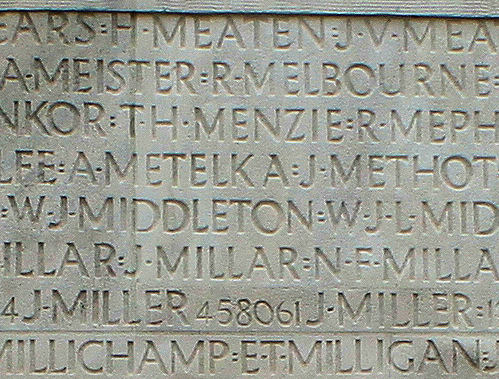 EARS:H·MEATEN:J·V·MEA
A·MEISTER:R·MELBOURNE
NKOR:T·H·MENZIE:R·MEPH
LFE:A·METELKA:J·METHOT
:W·J·MIDDLETON:W·J·L·MID
ILLAR:J·MILLAR:N·F·MILLA
4 J·MILLER 458061 J·MILLER:
MILLICHAMP:E·T·MILLIGAN: